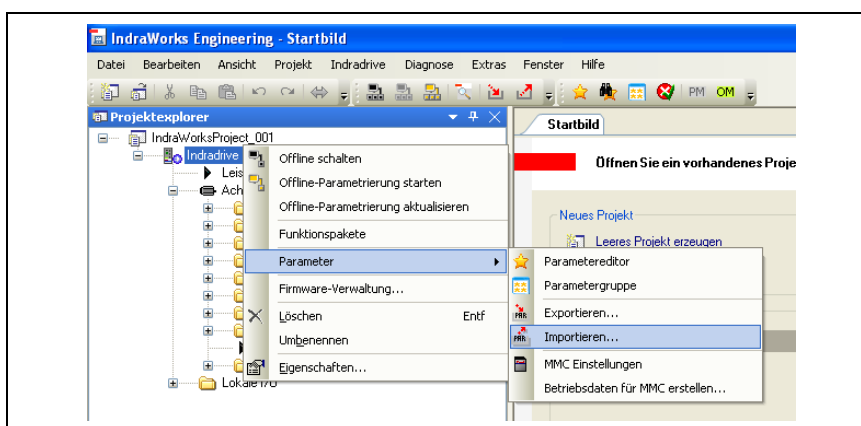 IndraWorks Engineering - Startbild
Datei Bearbeiten Ansicht Projekt Indradrive Diagnose Extras Fenster Hilfe
PM OM
Projektexplorer
Startbild
IndraWorksProject_001
Indradrive
Leis
Ach
Lokale I/O
Offline schalten
Offline-Parametrierung starten
Offline-Parametrierung aktualisieren
Funktionspakete
Parameter
Firmware-Verwaltung...
Löschen Entf
Umbenennen
Eigenschaften...
Öffnen Sie ein vorhandenes Proje
Neues Projekt
Leeres Projekt erzeugen
Parametereditor
Parametergruppe
PAR Exportieren...
PAR Importieren...
MMC Einstellungen
Betriebsdaten für MMC erstellen...